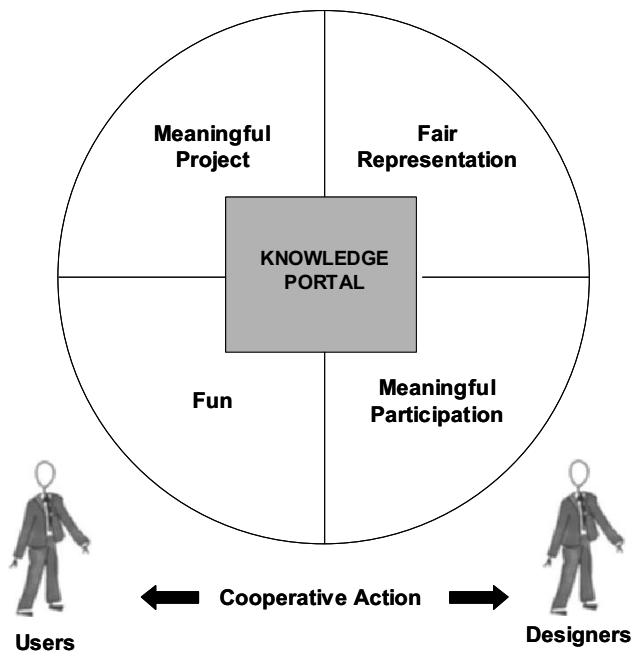 Meaningful
Project
Fair
Representation
KNOWLEDGE
PORTAL
Fun
Meaningful
Participation
Cooperative Action
Users
Designers